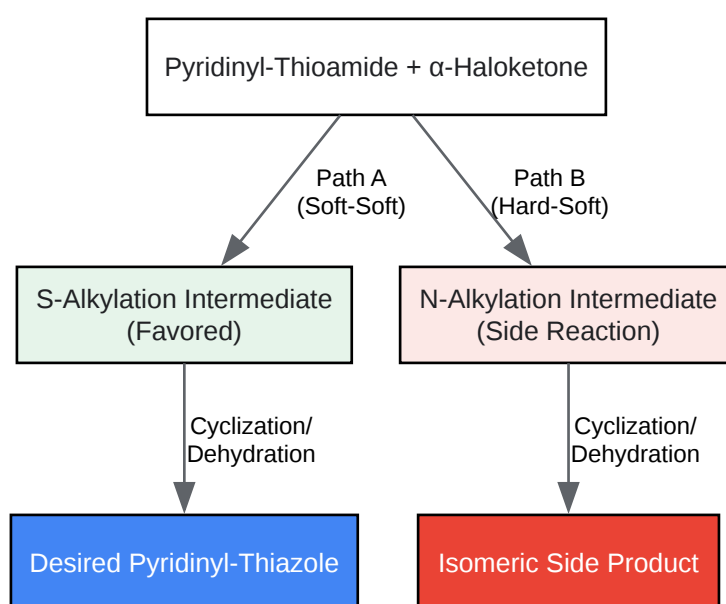 Pyridinyl-Thioamide + α-Haloketone
Path A
(Soft-Soft)
Path B
(Hard-Soft)
S-Alkylation Intermediate
(Favored)
N-Alkylation Intermediate
(Side Reaction)
Cyclization/
Dehydration
Cyclization/
Dehydration
Desired Pyridinyl-Thiazole
Isomeric Side Product